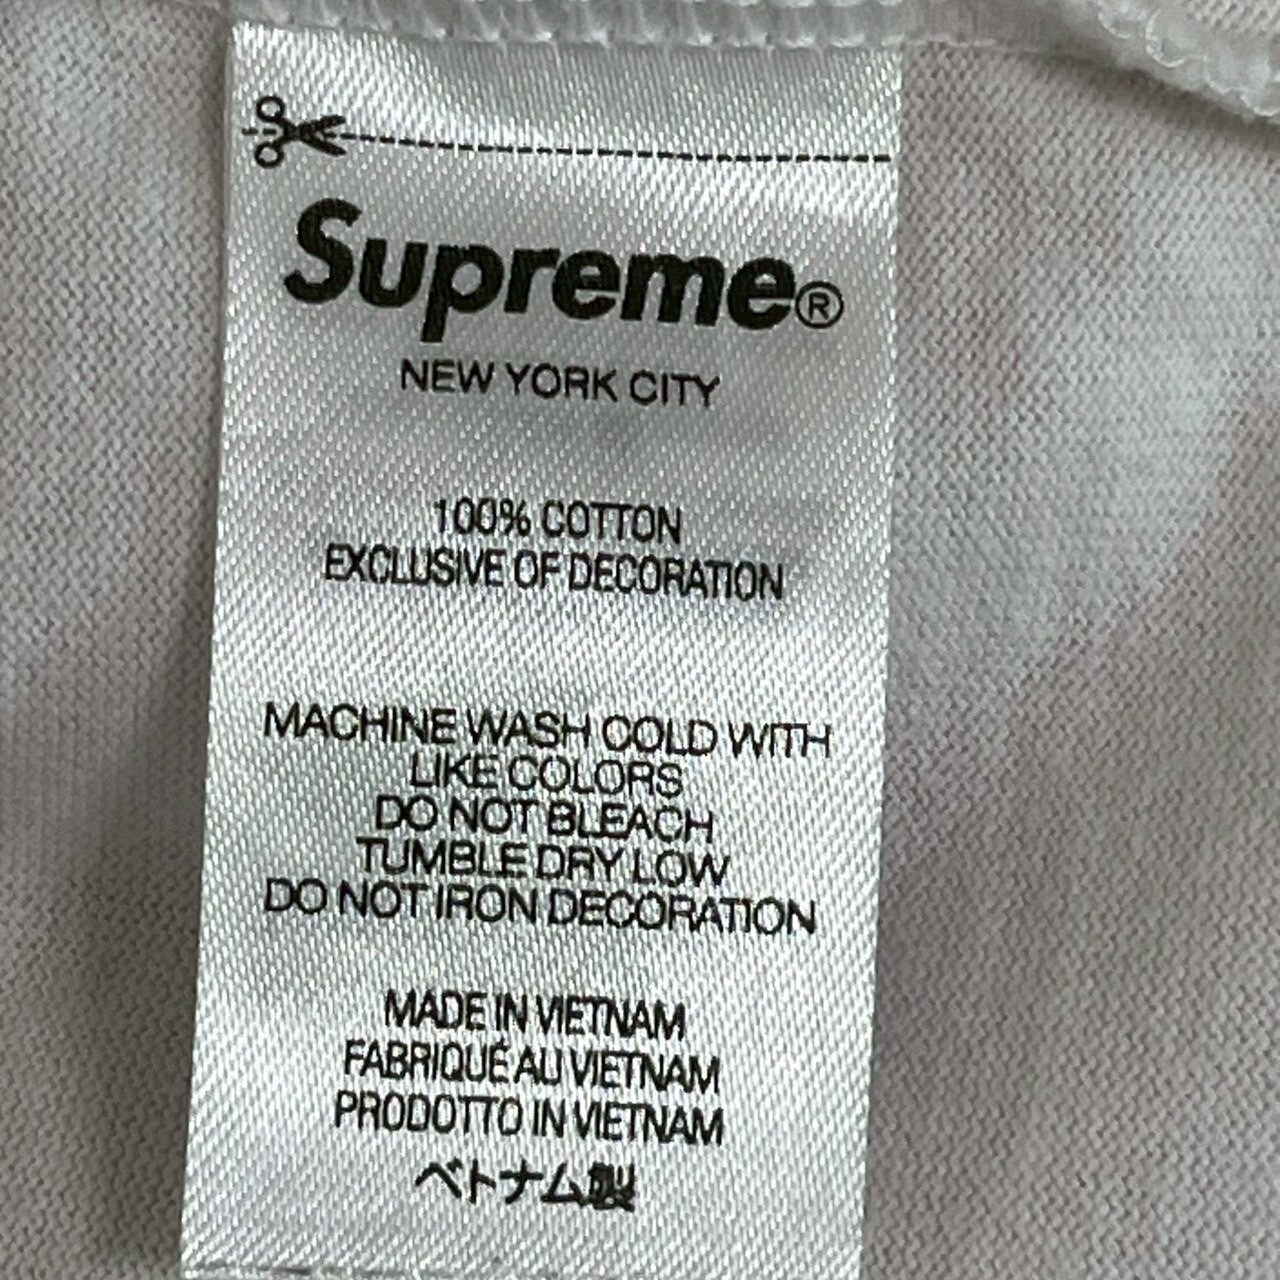 Supreme®
NEW YORK CITY
100% COTTON
EXCLUSIVE OF DECORATION
MACHINE WASH COLD WITH
LIKE COLORS
DO NOT BLEACH
TUMBLE DRY LOW
DO NOT IRON DECORATION
MADE IN VIETNAM
FABRIQUÉ AU VIETNAM
PRODOTTO IN VIETNAM
ベトナム製